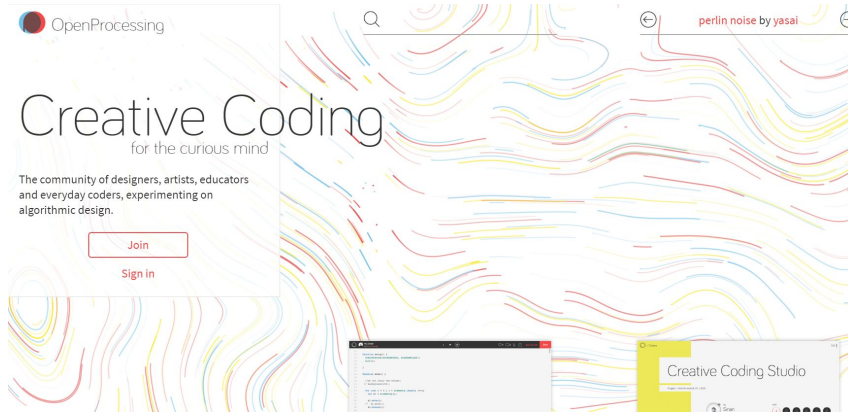 OpenProcessing
perlin noise by yasai
Creative Coding
for the curious mind
The community of designers, artists, educators
and everyday coders, experimenting on
algorithmic design.
Join
Sign in
Creative Coding Studio
Sinan